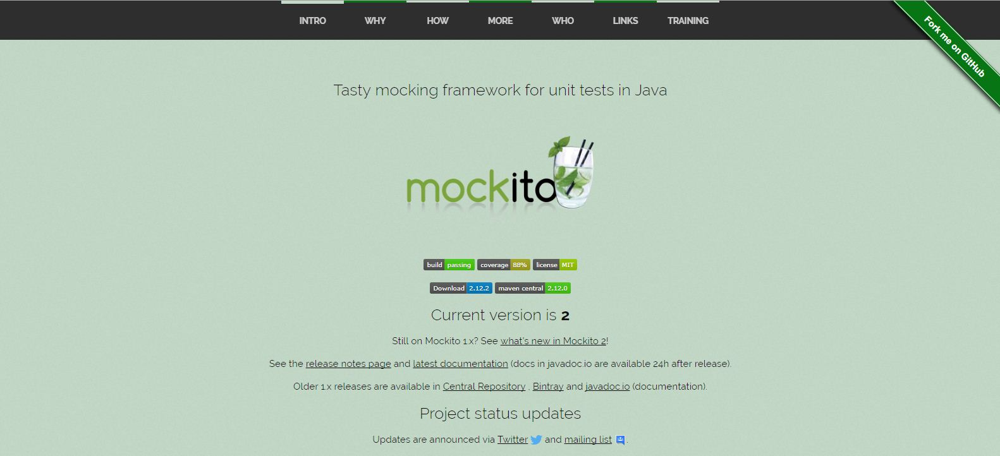 INTRO WHY HOW MORE WHO LINKS TRAINING
Fork me on GitHub
Tasty mocking framework for unit tests in Java
mockito
build passing coverage 88% license MIT
Download 2.12.2 maven central 2.12.0
Current version is 2
Still on Mockito 1.x? See what's new in Mockito 2!
See the release notes page and latest documentation (docs in javadoc.io are available 24h after release).
Older 1.x releases are available in Central Repository , Bintray and javadoc.io (documentation).
Project status updates
Updates are announced via Twitter and mailing list .